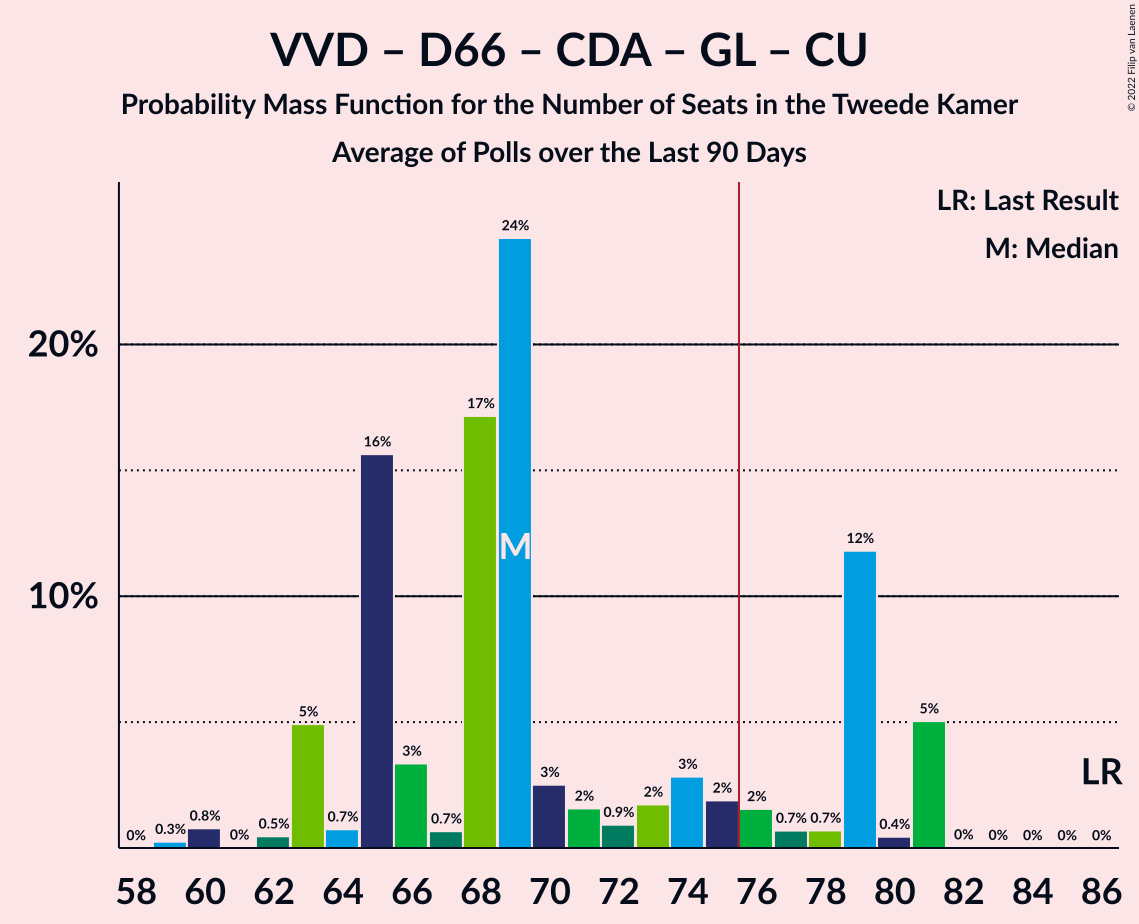 VVD – D66 – CDA – GL – CU
Probability Mass Function for the Number of Seats in the Tweede Kamer
Average of Polls over the Last 90 Days
© 2022 Filip van Laenen
LR: Last Result
M: Median
20%
10%
0% 0.3% 0.8% 0% 0.5% 5% 0.7% 16% 3% 0.7% 17% 24% 3% 2% 0.9% 2% 3% 2% 2% 0.7% 0.7% 12% 0.4% 5% 0% 0% 0% 0% 0%
M
LR
58 60 62 64 66 68 70 72 74 76 78 80 82 84 86